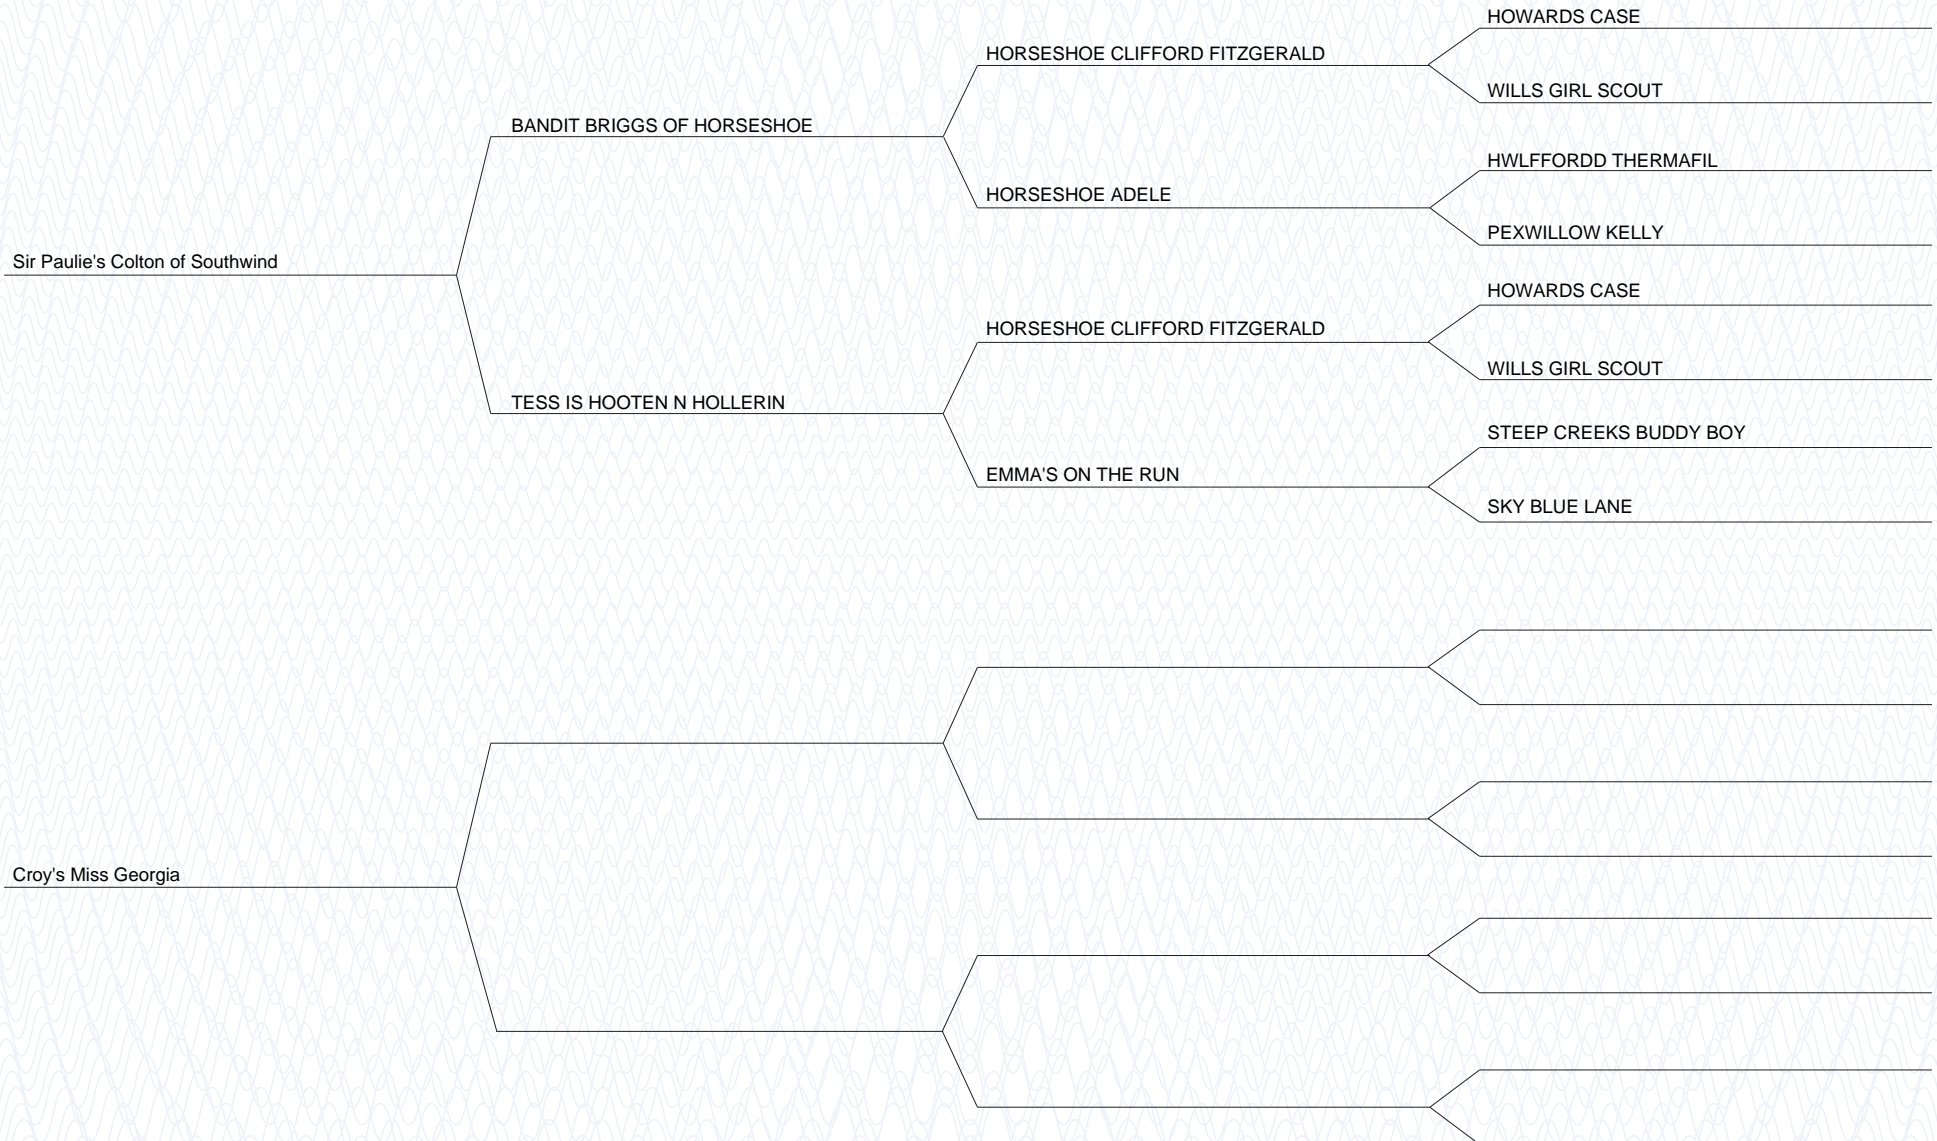 HOWARDS CASE
HORSESHOE CLIFFORD FITZGERALD
WILLS GIRL SCOUT
BANDIT BRIGGS OF HORSESHOE
HWLFFORDD THERMAFIL
HORSESHOE ADELE
PEXWILLOW KELLY
Sir Paulie's Colton of Southwind
HOWARDS CASE
HORSESHOE CLIFFORD FITZGERALD
WILLS GIRL SCOUT
TESS IS HOOTEN N HOLLERIN
STEEP CREEKS BUDDY BOY
EMMA'S ON THE RUN
SKY BLUE LANE
Croy's Miss Georgia